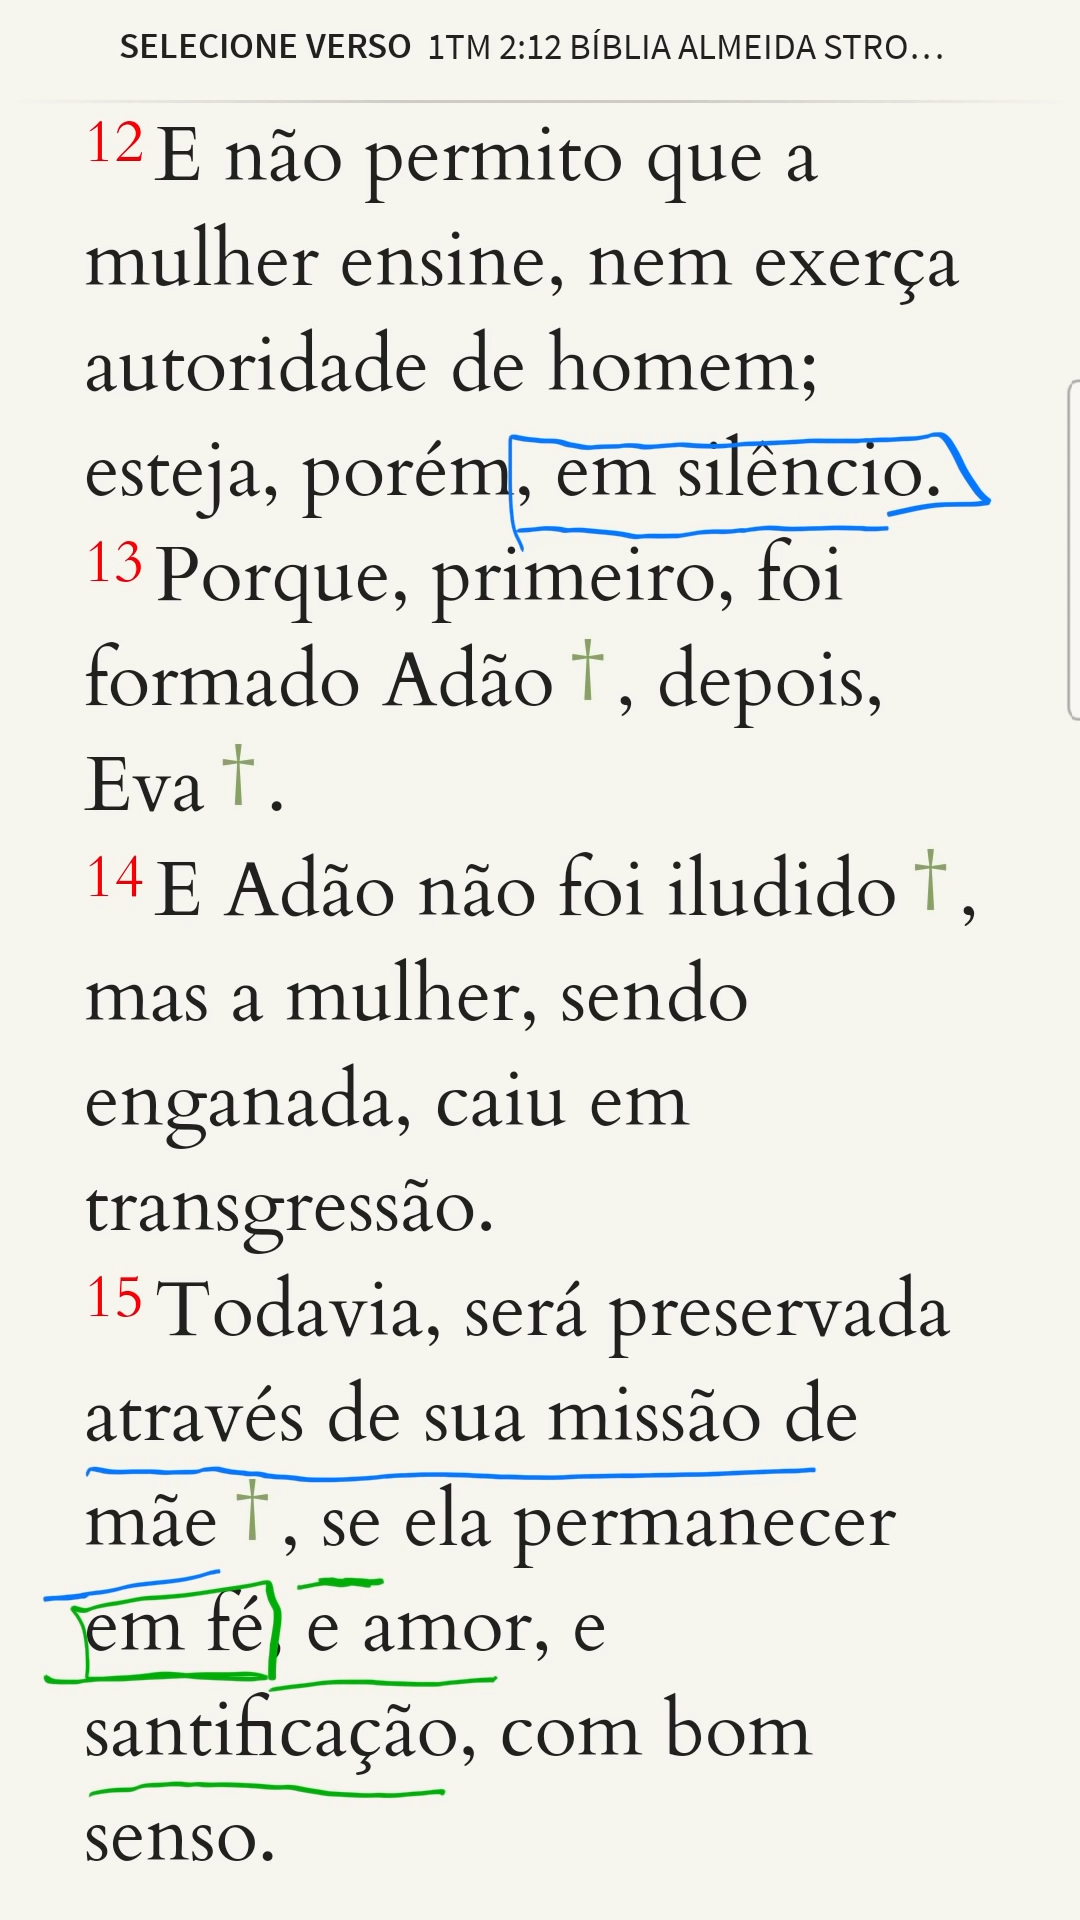 SELECIONE VERSO 1TM 2:12 BÍBLIA ALMEIDA STRO...
12 E não permito que a
mulher ensine, nem exerça
autoridade de homem;
esteja, porém, em silêncio.
13 Porque, primeiro, foi
formado Adão †, depois,
Eva †.
14 E Adão não foi iludido †,
mas a mulher, sendo
enganada, caiu em
transgressão.
15 Todavia, será preservada
através de sua missão de
mãe †, se ela permanecer
em fé, e amor, e
santificação, com bom
senso.